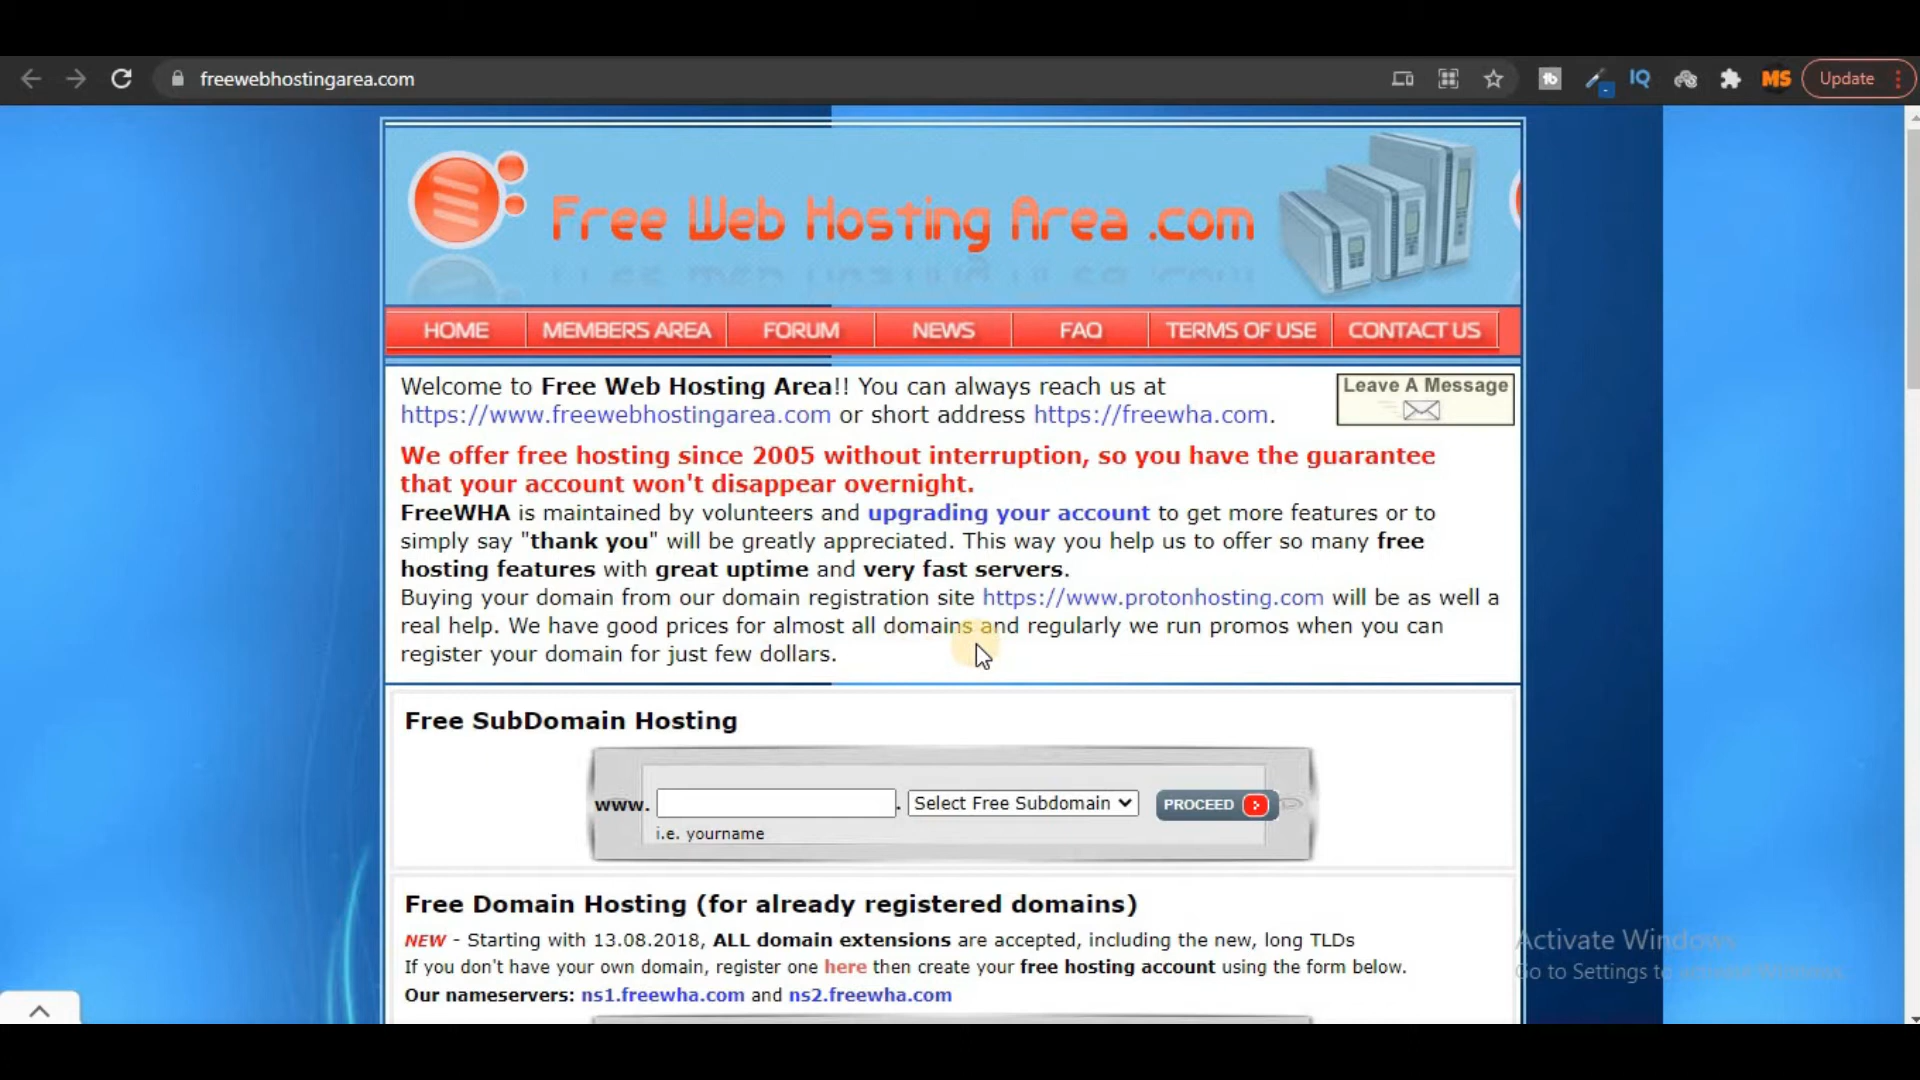 freewebhostingarea.com
MS
Update
Free Web Hosting Area .com
HOME MEMBERS AREA FORUM NEWS FAQ TERMS OF USE CONTACT US
Welcome to Free Web Hosting Area!! You can always reach us at
https://www.freewebhostingarea.com or short address https://freewha.com.
Leave A Message
We offer free hosting since 2005 without interruption, so you have the guarantee
that your account won't disappear overnight.
FreeWHA is maintained by volunteers and upgrading your account to get more features or to
simply say "thank you" will be greatly appreciated. This way you help us to offer so many free
hosting features with great uptime and very fast servers.
Buying your domain from our domain registration site https://www.protonhosting.com will be as well a
real help. We have good prices for almost all domains and regularly we run promos when you can
register your domain for just few dollars.
Free SubDomain Hosting
www. . Select Free Subdomain PROCEED
i.e. yourname
Free Domain Hosting (for already registered domains)
NEW - Starting with 13.08.2018, ALL domain extensions are accepted, including the new, long TLDs
If you don't have your own domain, register one here then create your free hosting account using the form below.
Our nameservers: ns1.freewha.com and ns2.freewha.com
Activate Windows
Go to Settings to activate Windows.